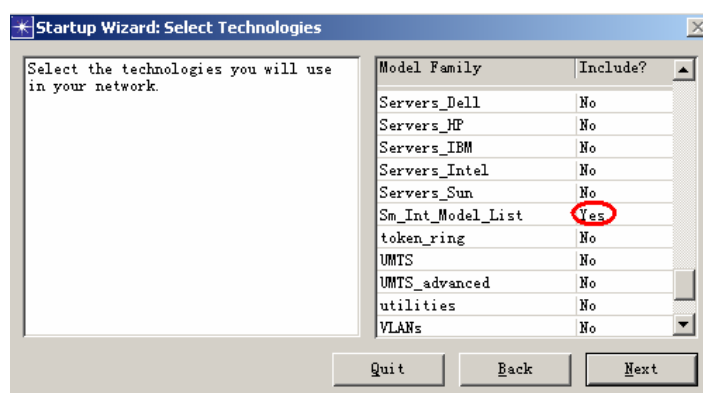 Startup Wizard: Select Technologies
Select the technologies you will use
in your network.
Model Family Include?
Servers_Dell No
Servers_HP No
Servers_IBM No
Servers_Intel No
Servers_Sun No
Sm_Int_Model_List Yes
token_ring No
UMTS No
UMTS_advanced No
utilities No
VLANs No
Quit Back Next